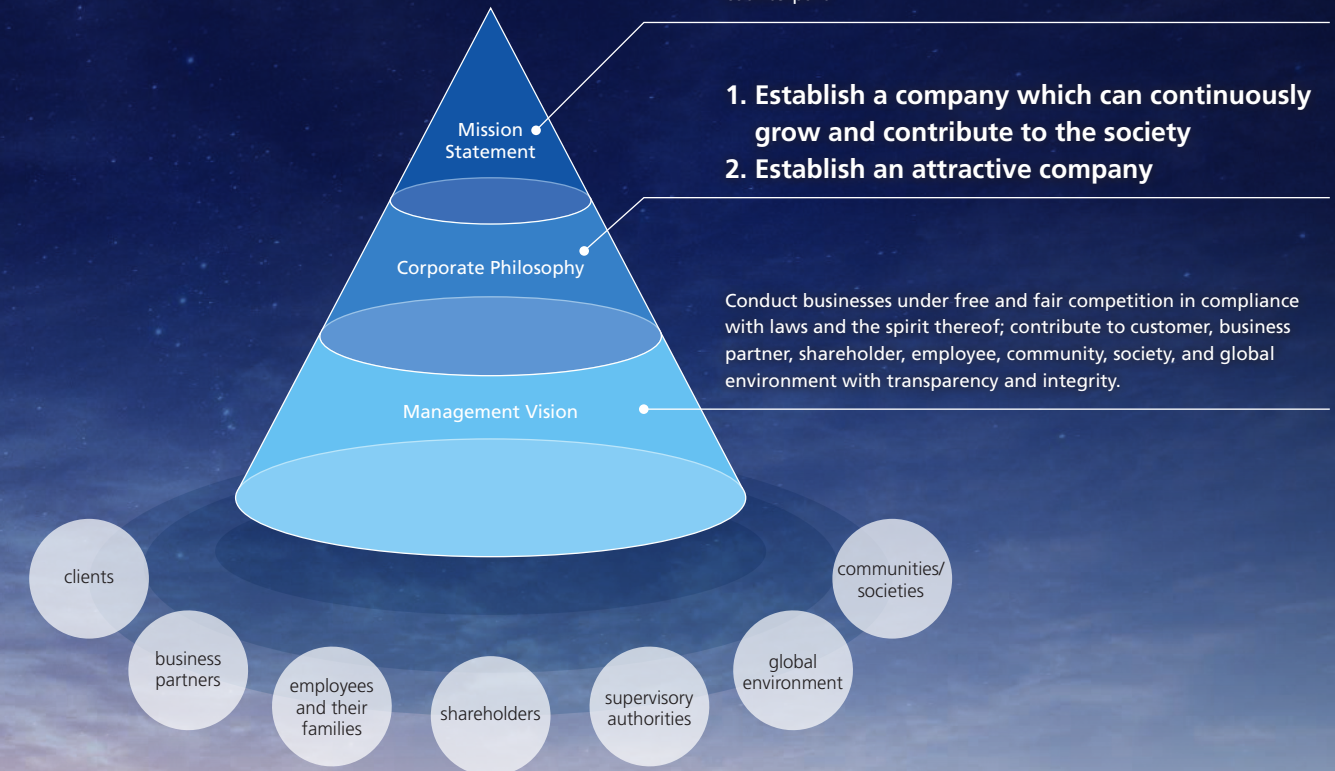 Mission
Statement
1. Establish a company which can continuously
grow and contribute to the society
2. Establish an attractive company
Corporate Philosophy
Conduct businesses under free and fair competition in compliance
with laws and the spirit thereof; contribute to customer, business
partner, shareholder, employee, community, society, and global
environment with transparency and integrity.
Management Vision
clients
business
partners
employees
and their
families
shareholders
supervisory
authorities
global
environment
communities/
societies